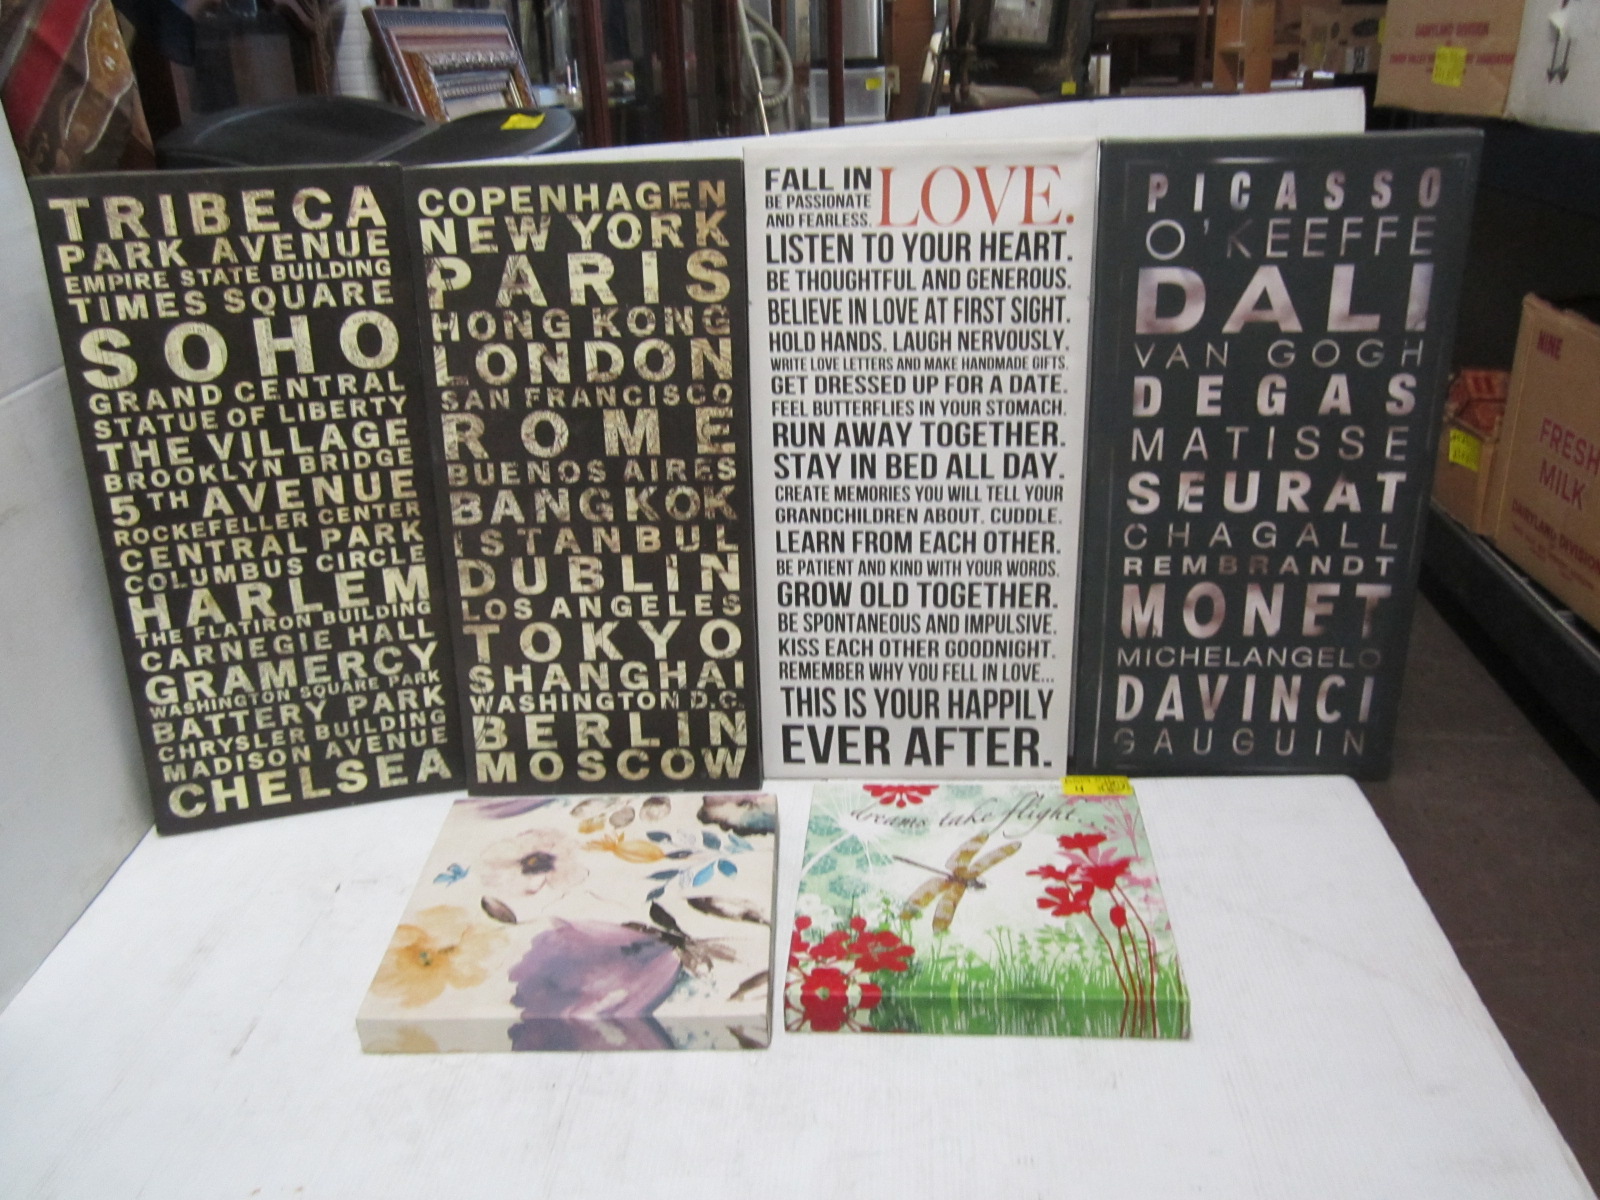 TRIBECA
PARK AVENUE
EMPIRE STATE BUILDING
TIMES SQUARE
SOHO
GRAND CENTRAL
STATUE OF LIBERTY
THE VILLAGE
BROOKLYN BRIDGE
5TH AVENUE
ROCKEFELLER CENTER
CENTRAL PARK
COLUMBUS CIRCLE
HARLEM
THE FLATIRON BUILDING
CARNEGIE HALL
GRAMERCY
WASHINGTON SQUARE PARK
BATTERY PARK
CHRYSLER BUILDING
MADISON AVENUE
CHELSEA
COPENHAGEN
NEW YORK
PARIS
HONG KONG
LONDON
SAN FRANCISCO
ROME
BUENOS AIRES
BANGKOK
ISTANBUL
DUBLIN
LOS ANGELES
TOKYO
SHANGHAI
WASHINGTON D.C.
BERLIN
MOSCOW
FALL IN LOVE.
BE PASSIONATE
AND FEARLESS.
LISTEN TO YOUR HEART.
BE THOUGHTFUL AND GENEROUS.
BELIEVE IN LOVE AT FIRST SIGHT.
HOLD HANDS. LAUGH NERVOUSLY.
WRITE LOVE LETTERS AND MAKE HANDMADE GIFTS.
GET DRESSED UP FOR A DATE.
FEEL BUTTERFLIES IN YOUR STOMACH.
RUN AWAY TOGETHER.
STAY IN BED ALL DAY.
CREATE MEMORIES YOU WILL TELL YOUR
GRANDCHILDREN ABOUT. CUDDLE.
LEARN FROM EACH OTHER.
BE PATIENT AND KIND WITH YOUR WORDS.
GROW OLD TOGETHER.
BE SPONTANEOUS AND IMPULSIVE.
KISS EACH OTHER GOODNIGHT.
REMEMBER WHY YOU FELL IN LOVE...
THIS IS YOUR HAPPILY
EVER AFTER.
PICASSO
O'KEEFFE
DALI
VAN GOGH
DEGAS
MATISSE
SEURAT
CHAGALL
REMBRANDT
MONET
MICHELANGELO
DAVINCI
GAUGUIN
dreams take flight...
NINE
FRESH
MILK
DAIRYLAND DIVISION